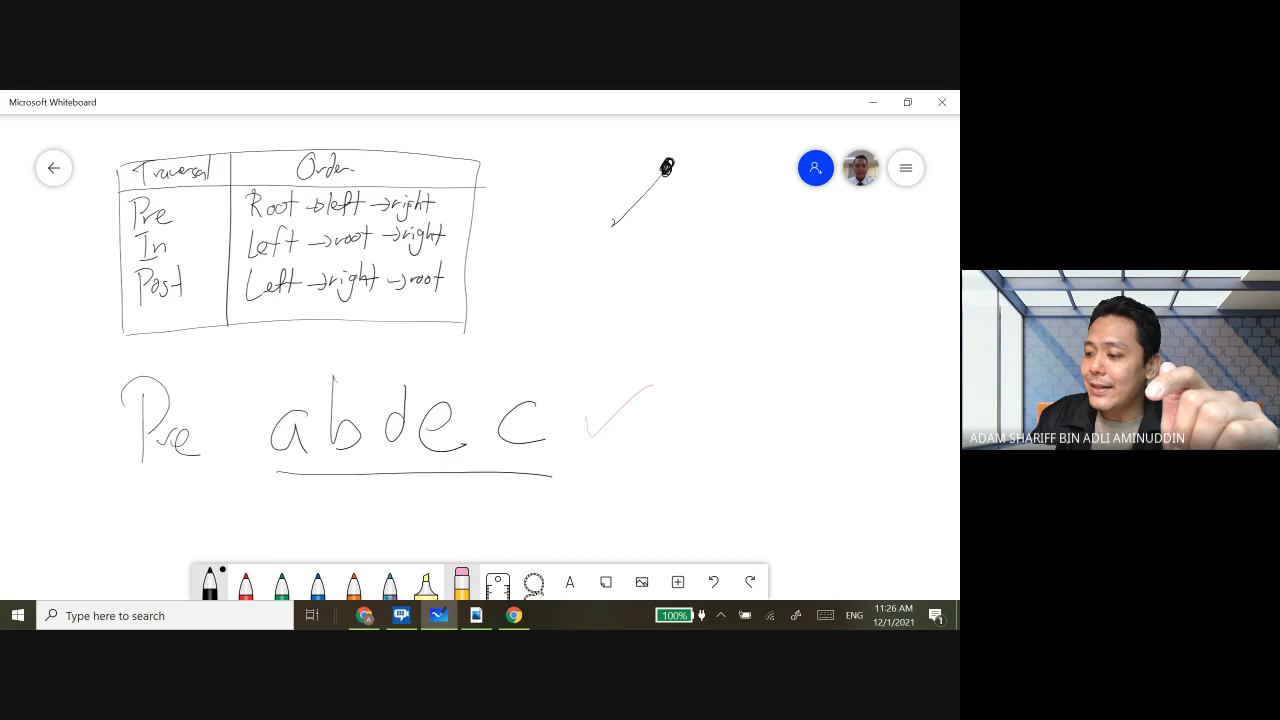 Microsoft Whiteboard
Traversal Order
Pre Root → left → right
In Left → root → right
Post Left → right → root
Pre a b d e c
ADAM SHARIFF BIN ADLI AMINUDDIN
A
Type here to search
100%
ENG
11:26 AM
12/1/2021